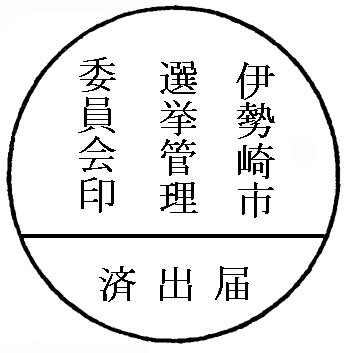 伊勢崎市
選挙管理
委員会印
届出済